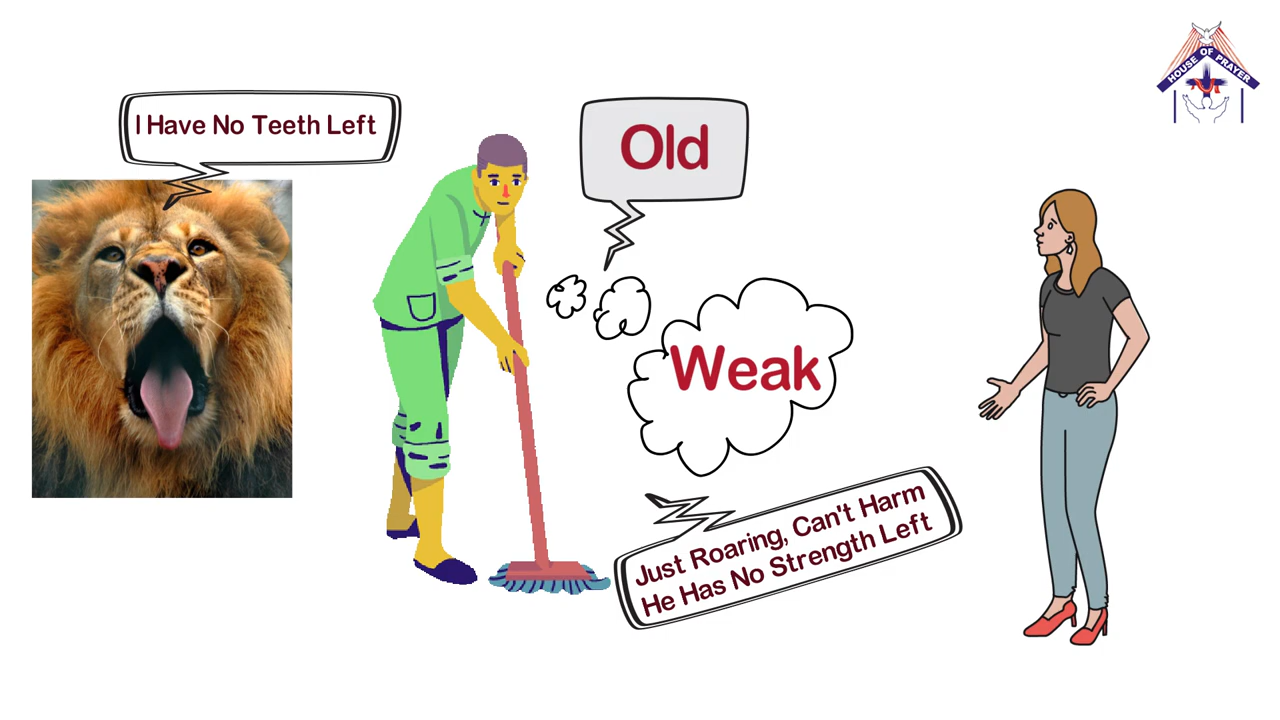 I Have No Teeth Left
Old
HOUSE OF PRAYER
Weak
Just Roaring, Can't Harm
He Has No Strength Left